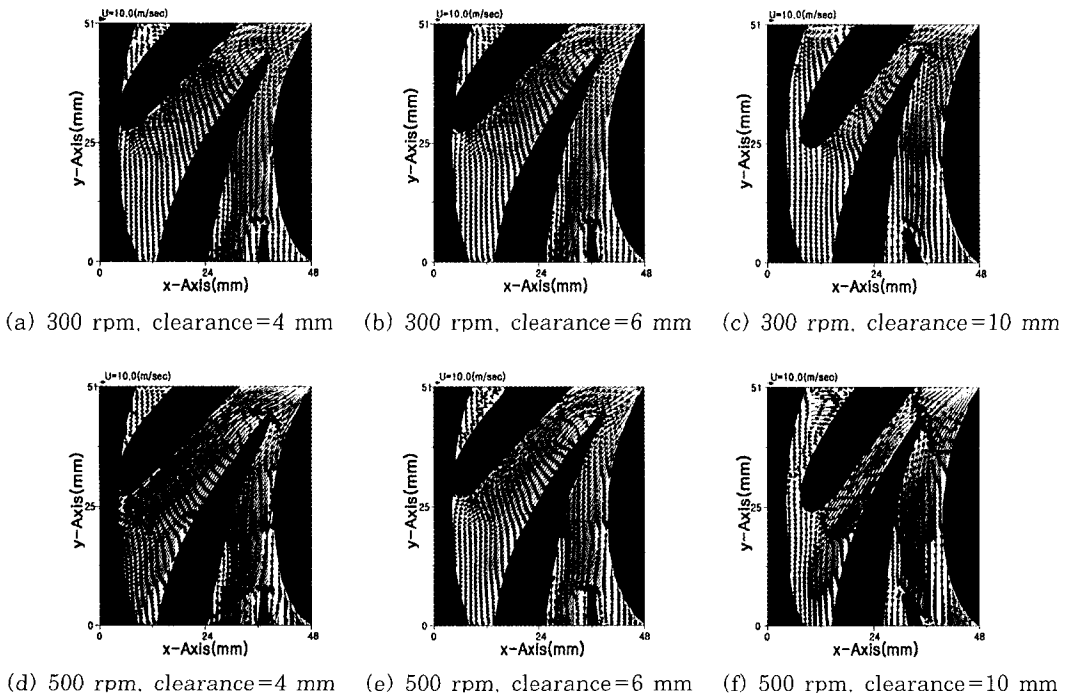 U=10.0(m/sec) U=10.0(m/sec) U=10.0(m/sec)
51 51 51
y-Axis(mm) y-Axis(mm) y-Axis(mm)
25 25 25
0 0 0
0 24 48 0 24 48 0 24 48
x-Axis(mm) x-Axis(mm) x-Axis(mm)
(a) 300 rpm, clearance=4 mm (b) 300 rpm, clearance=6 mm (c) 300 rpm, clearance=10 mm
U=10.0(m/sec) U=10.0(m/sec) U=10.0(m/sec)
51 51 51
y-Axis(mm) y-Axis(mm) y-Axis(mm)
25 25 25
0 0 0
0 24 48 0 24 48 0 24 48
x-Axis(mm) x-Axis(mm) x-Axis(mm)
(d) 500 rpm, clearance=4 mm (e) 500 rpm, clearance=6 mm (f) 500 rpm, clearance=10 mm